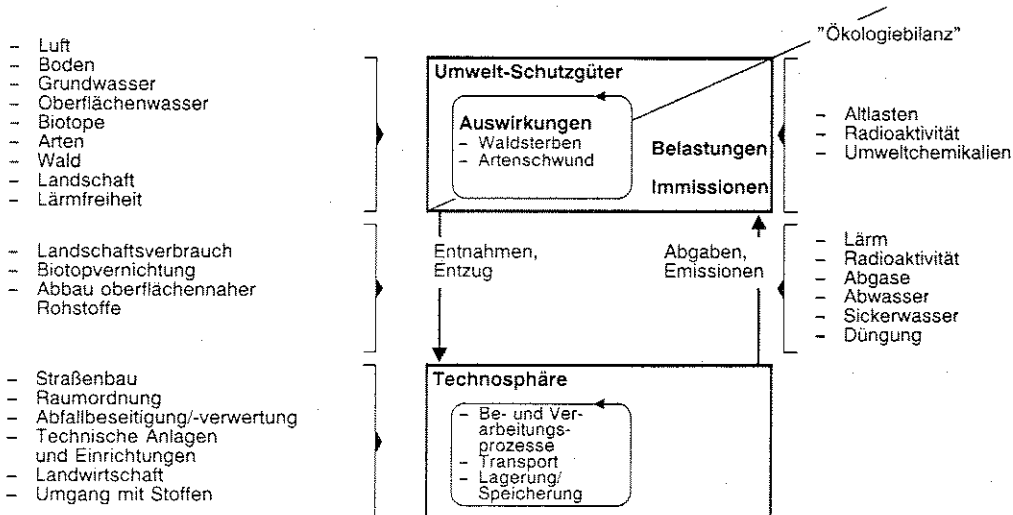 "Ökologiebilanz"
– Luft
– Boden
– Grundwasser
– Oberflächenwasser
– Biotope
– Arten
– Wald
– Landschaft
– Lärmfreiheit
Umwelt-Schutzgüter
Auswirkungen
– Waldsterben
– Artenschwund
Belastungen
Immissionen
– Altlasten
– Radioaktivität
– Umweltchemikalien
– Landschaftsverbrauch
– Biotopvernichtung
– Abbau oberflächennaher
Rohstoffe
Entnahmen,
Entzug
Abgaben,
Emissionen
– Lärm
– Radioaktivität
– Abgase
– Abwasser
– Sickerwasser
– Düngung
– Straßenbau
– Raumordnung
– Abfallbeseitigung/-verwertung
– Technische Anlagen
und Einrichtungen
– Landwirtschaft
– Umgang mit Stoffen
Technosphäre
– Be- und Ver-
arbeitungs-
prozesse
– Transport
– Lagerung/
Speicherung